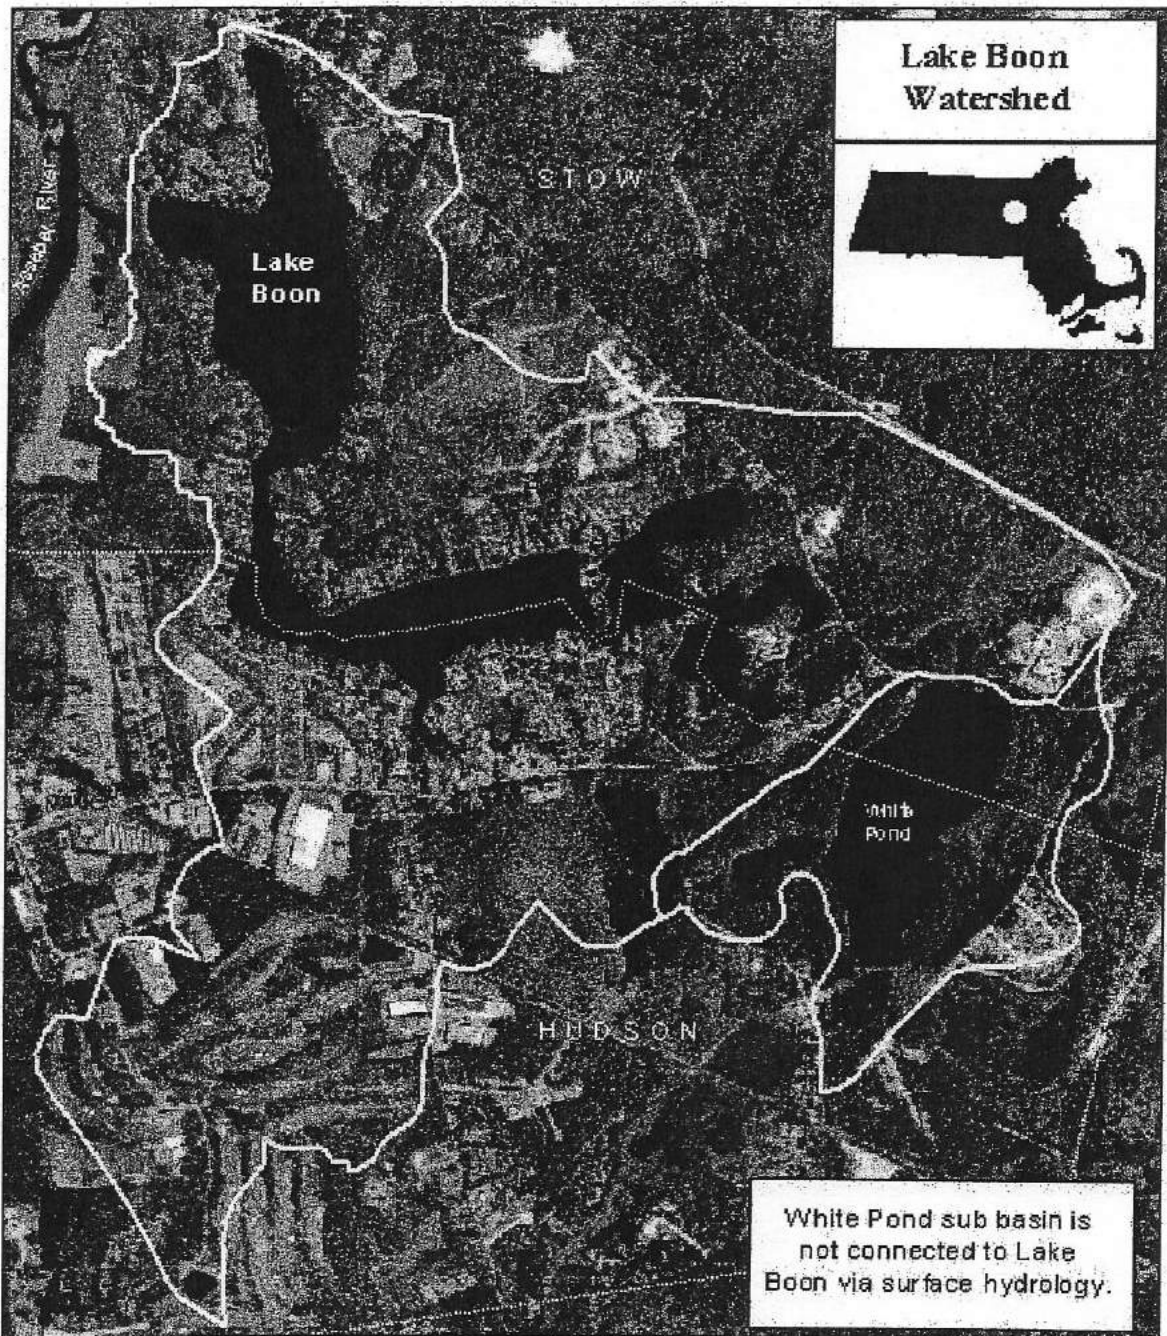 Lake Boon
Watershed
STOW
River
Lake
Boon
White
Pond
HUDSON
White Pond sub basin is
not connected to Lake
Boon via surface hydrology.